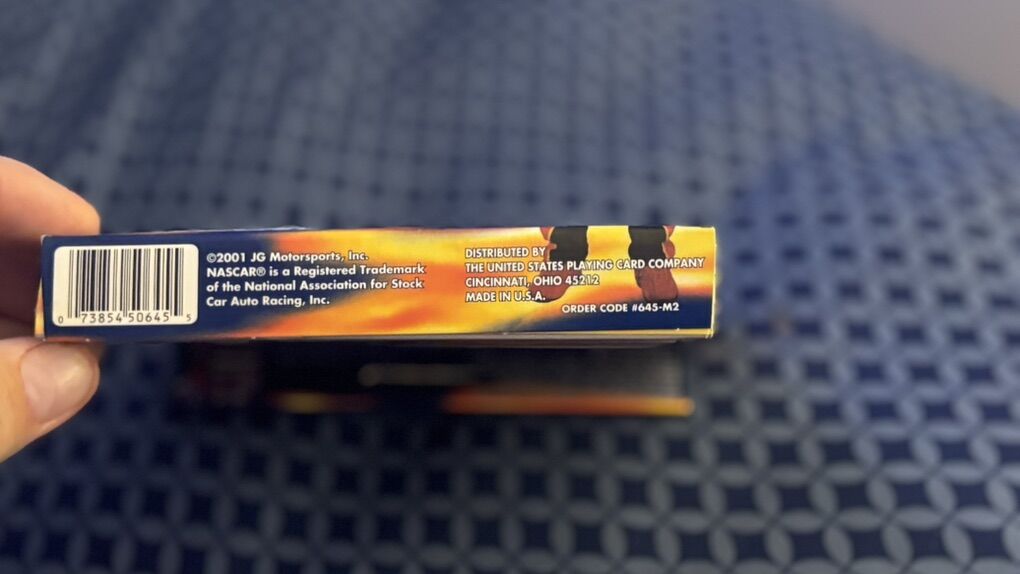 ©2001 JG Motorsports, Inc.
NASCAR® is a Registered Trademark
of the National Association for Stock
Car Auto Racing, Inc.
DISTRIBUTED BY
THE UNITED STATES PLAYING CARD COMPANY
CINCINNATI, OHIO 45212
MADE IN U.S.A.
ORDER CODE #645-M2
0 73854 50645 5